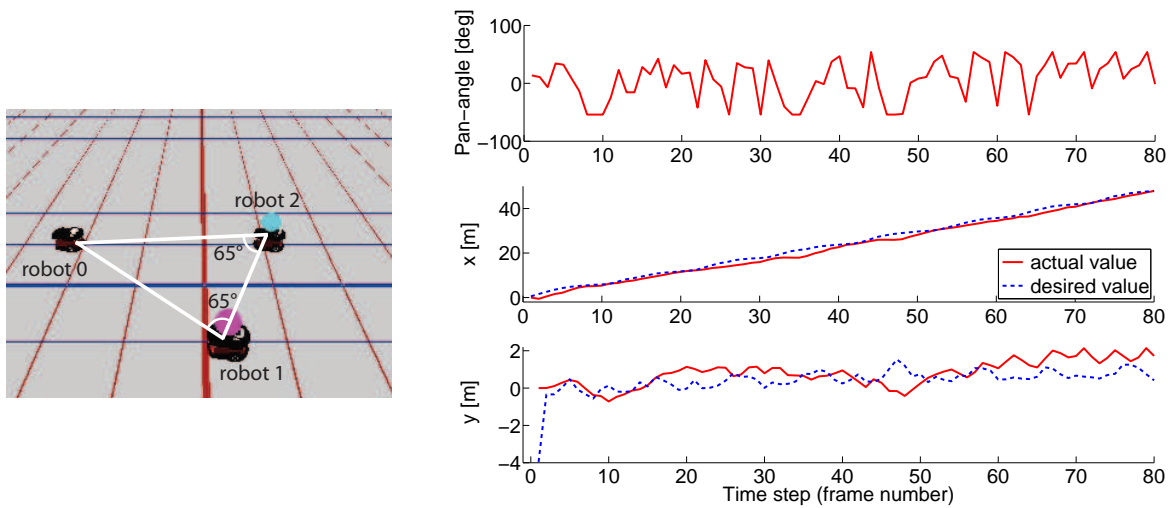 robot 2
65°
robot 0
65°
robot 1
Pan−angle [deg]
100
0
−100
0 10 20 30 40 50 60 70 80
x [m]
40
20
0
actual value
desired value
0 10 20 30 40 50 60 70 80
y [m]
2
0
−2
−4
0 10 20 30 40 50 60 70 80
Time step (frame number)